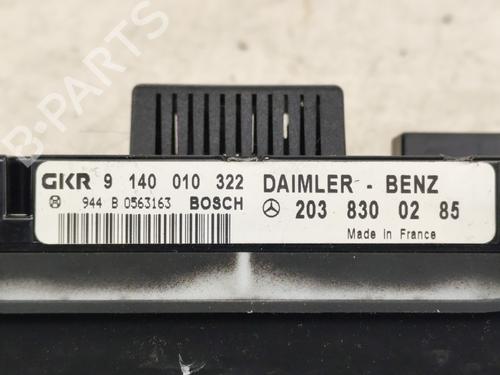 B-PARTS
GKR 9 140 010 322 DAIMLER - BENZ
944 B 0563163 BOSCH 203 830 02 85
Made in France